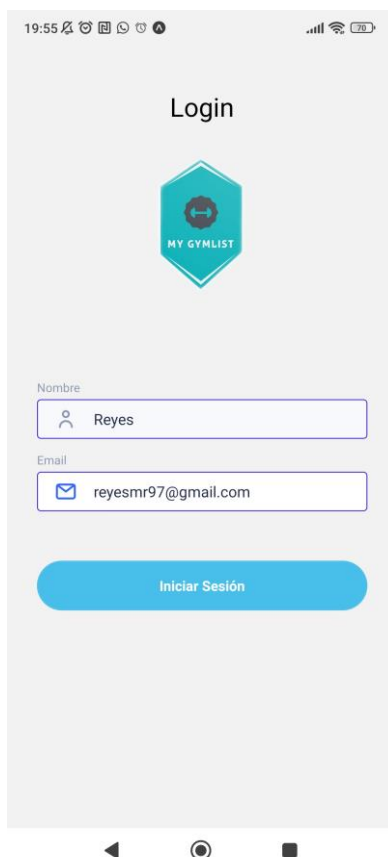 19:55
70
Login
MY GYMLIST
Nombre
Reyes
Email
reyesmr97@gmail.com
Iniciar Sesión